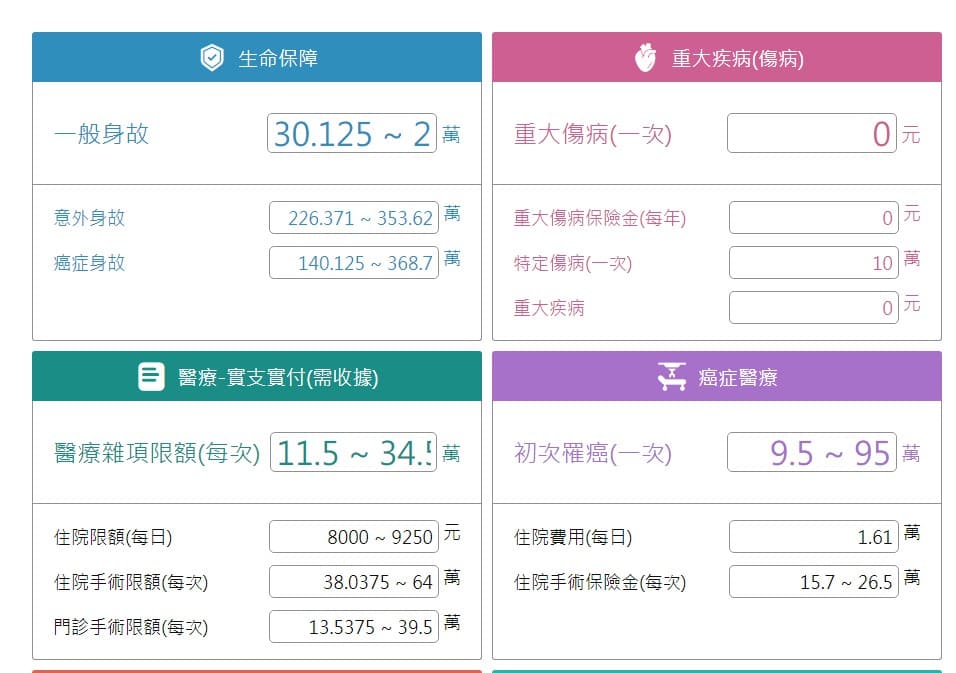 生命保障
一般身故 30.125 ~ 2 萬
意外身故 226.371 ~ 353.62 萬
癌症身故 140.125 ~ 368.7 萬
重大疾病(傷病)
重大傷病(一次) 0 元
重大傷病保險金(每年) 0 元
特定傷病(一次) 10 萬
重大疾病 0 元
醫療-實支實付(需收據)
醫療雜項限額(每次) 11.5 ~ 34. 萬
住院限額(每日) 8000 ~ 9250 元
住院手術限額(每次) 38.0375 ~ 64 萬
門診手術限額(每次) 13.5375 ~ 39.5 萬
癌症醫療
初次罹癌(一次) 9.5 ~ 95 萬
住院費用(每日) 1.61 萬
住院手術保險金(每次) 15.7 ~ 26.5 萬